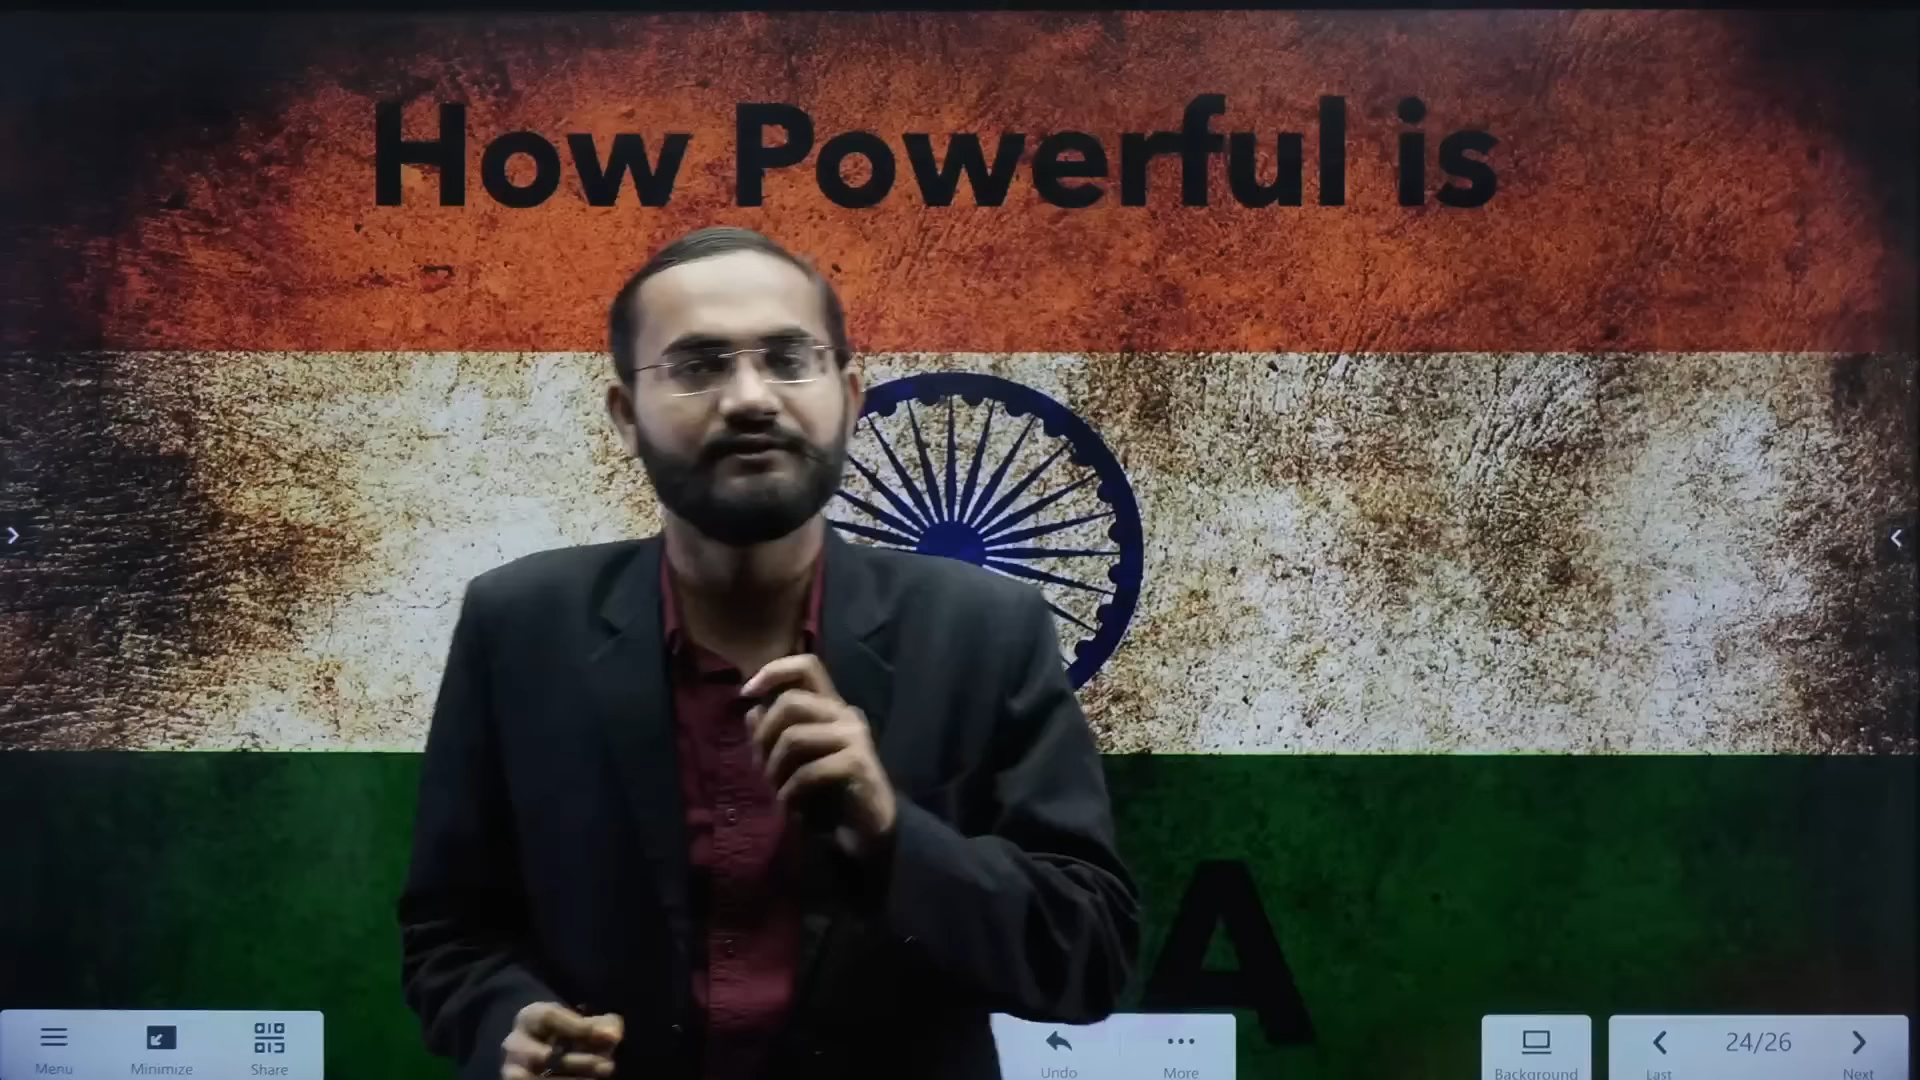 How Powerful is
A
Menu Minimize Share Undo More Background Last 24/26 Next